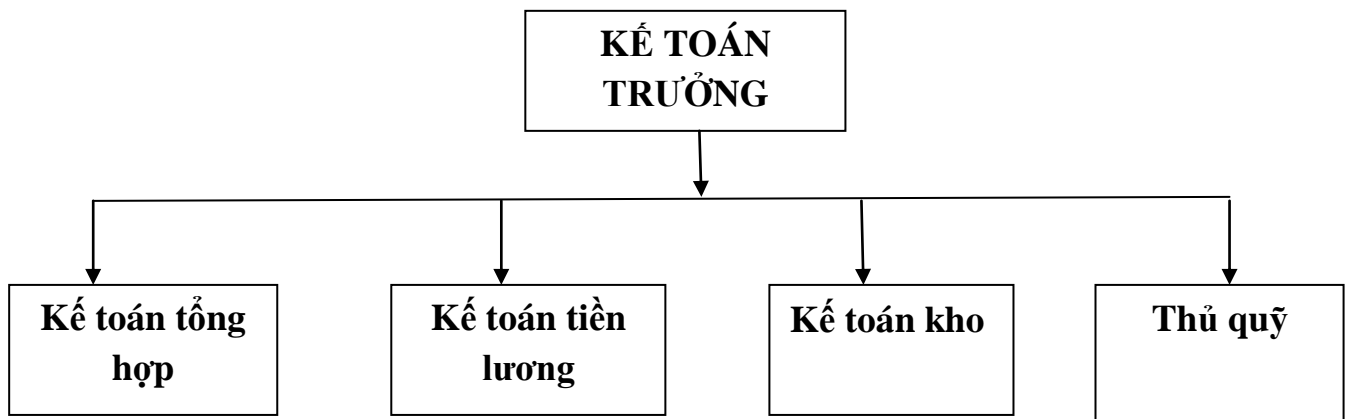 KẾ TOÁN
TRƯỞNG
Kế toán tổng
hợp
Kế toán tiền
lương
Kế toán kho
Thủ quỹ